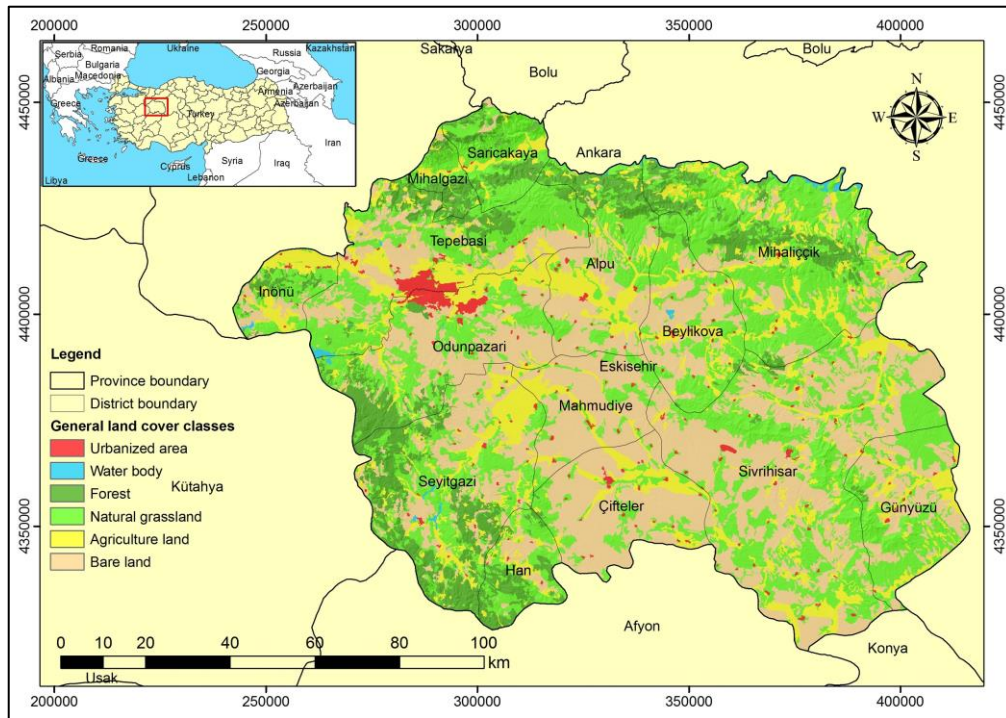 200000 250000 300000 350000 400000
Romania Ukraine
Serbia Russia Kazakhstan
Bulgaria
Albania Macedonia Georgia
Armenia Azerbaijan
Greece Turkey Azerbaijan
Greece Cyprus Syria Iraq Iran
Lebanon
Libya
Sakarya Bolu
Bolu
N
W E
S
4450000 4450000
Saricakaya Ankara
Mihalgazi
Tepebasi Mihaliççik
Alpu
Inönü
4400000 4400000
Beylikova
Odunpazari
Eskisehir
Mahmudiye
Legend
Province boundary
District boundary
General land cover classes
Urbanized area
Water body
Forest
Kütahya
Natural grassland
Agriculture land
Bare land
Seyitgazi Sivrihisar
Çifteler Günyüzü
4350000 4350000
Han
Afyon
Konya
0 10 20 40 60 80 100
km
Usak
200000 250000 300000 350000 400000